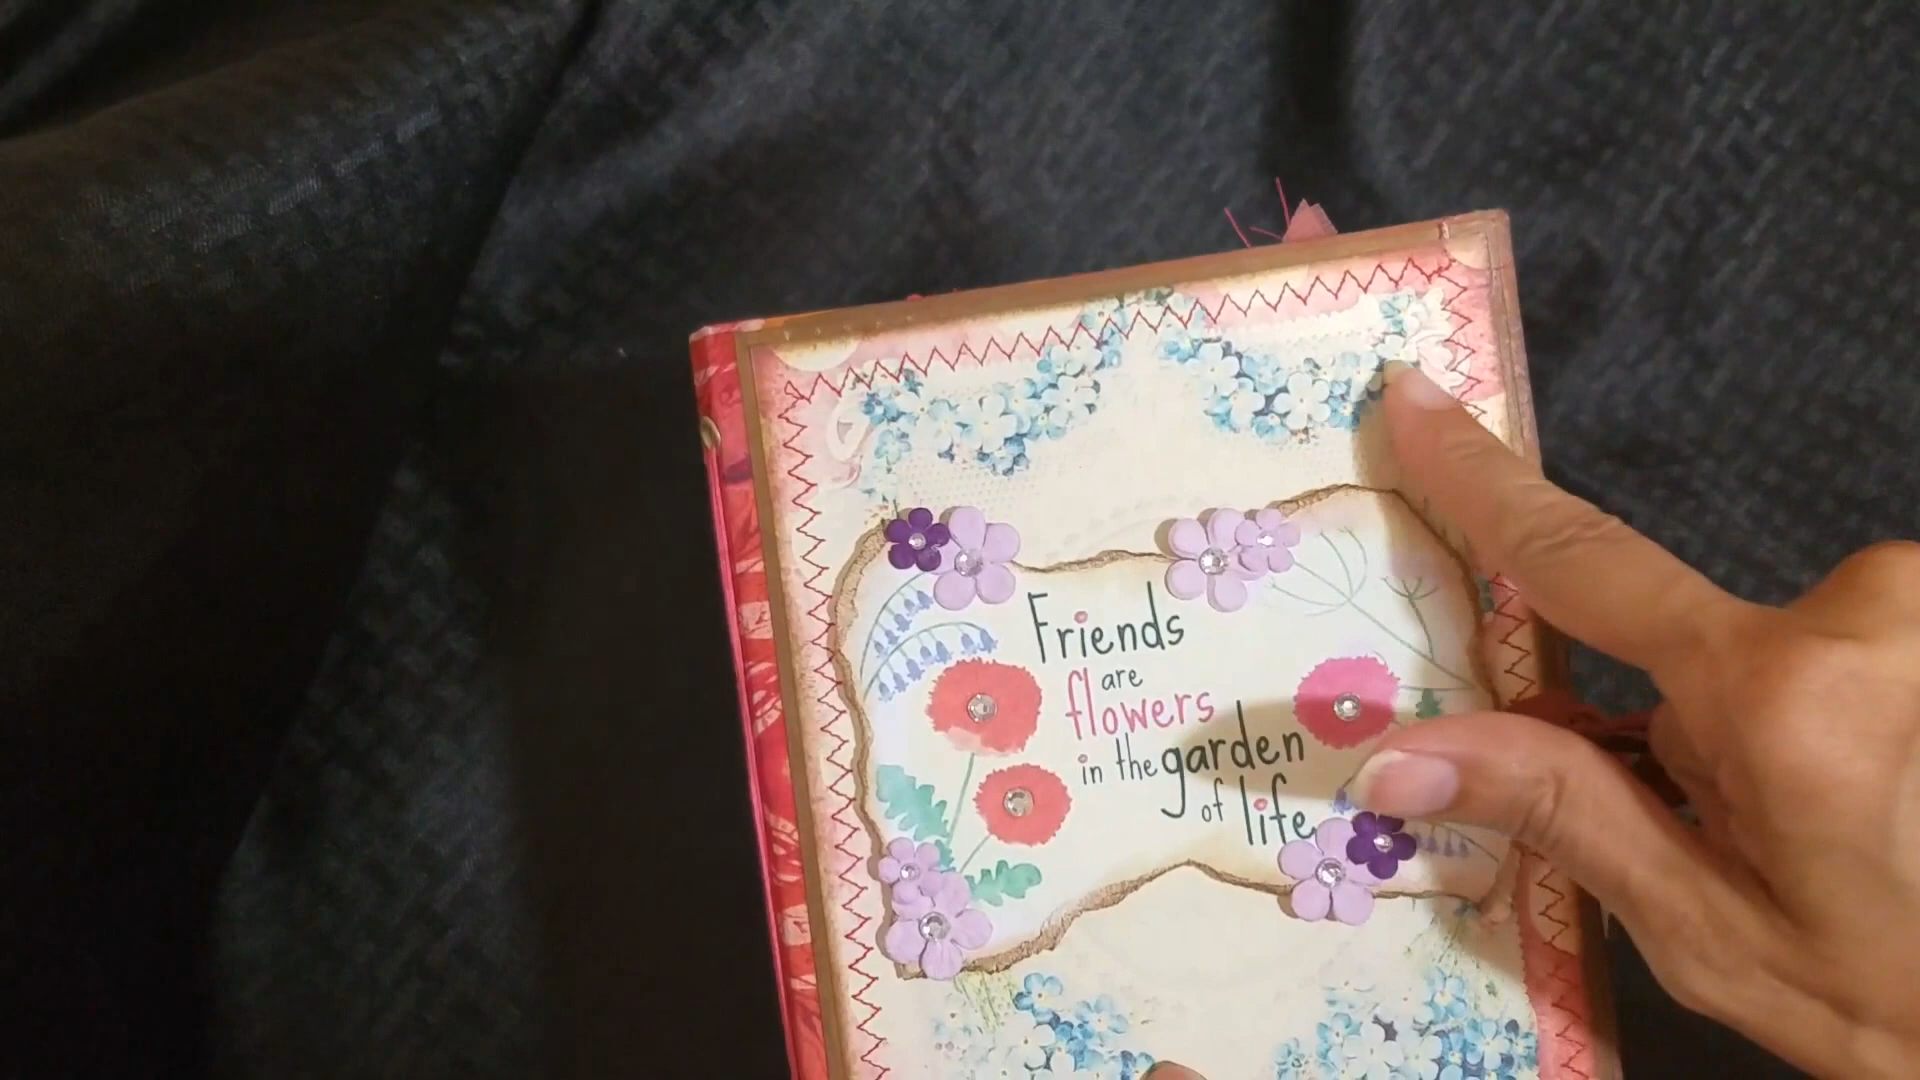 Friends
are
flowers
in the garden
of life